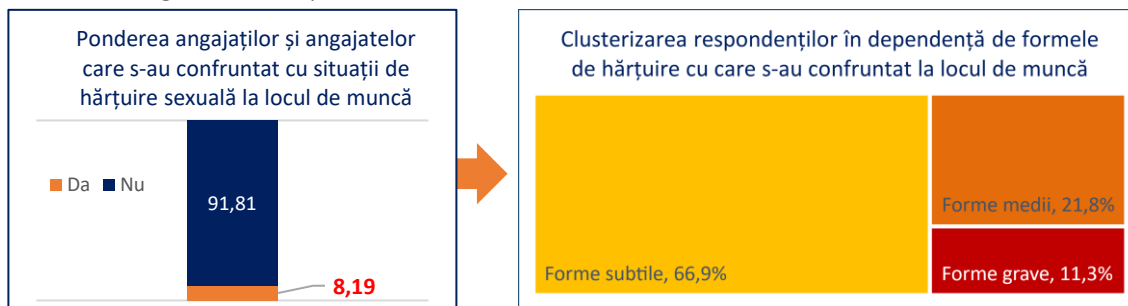 Ponderea angajaților și angajatelor
care s-au confruntat cu situații de
hărțuire sexuală la locul de muncă
Da
Nu
91,81
8,19
Clusterizarea respondenților în dependență de formele
de hărțuire cu care s-au confruntat la locul de muncă
Forme subtile, 66,9%
Forme medii, 21,8%
Forme grave, 11,3%